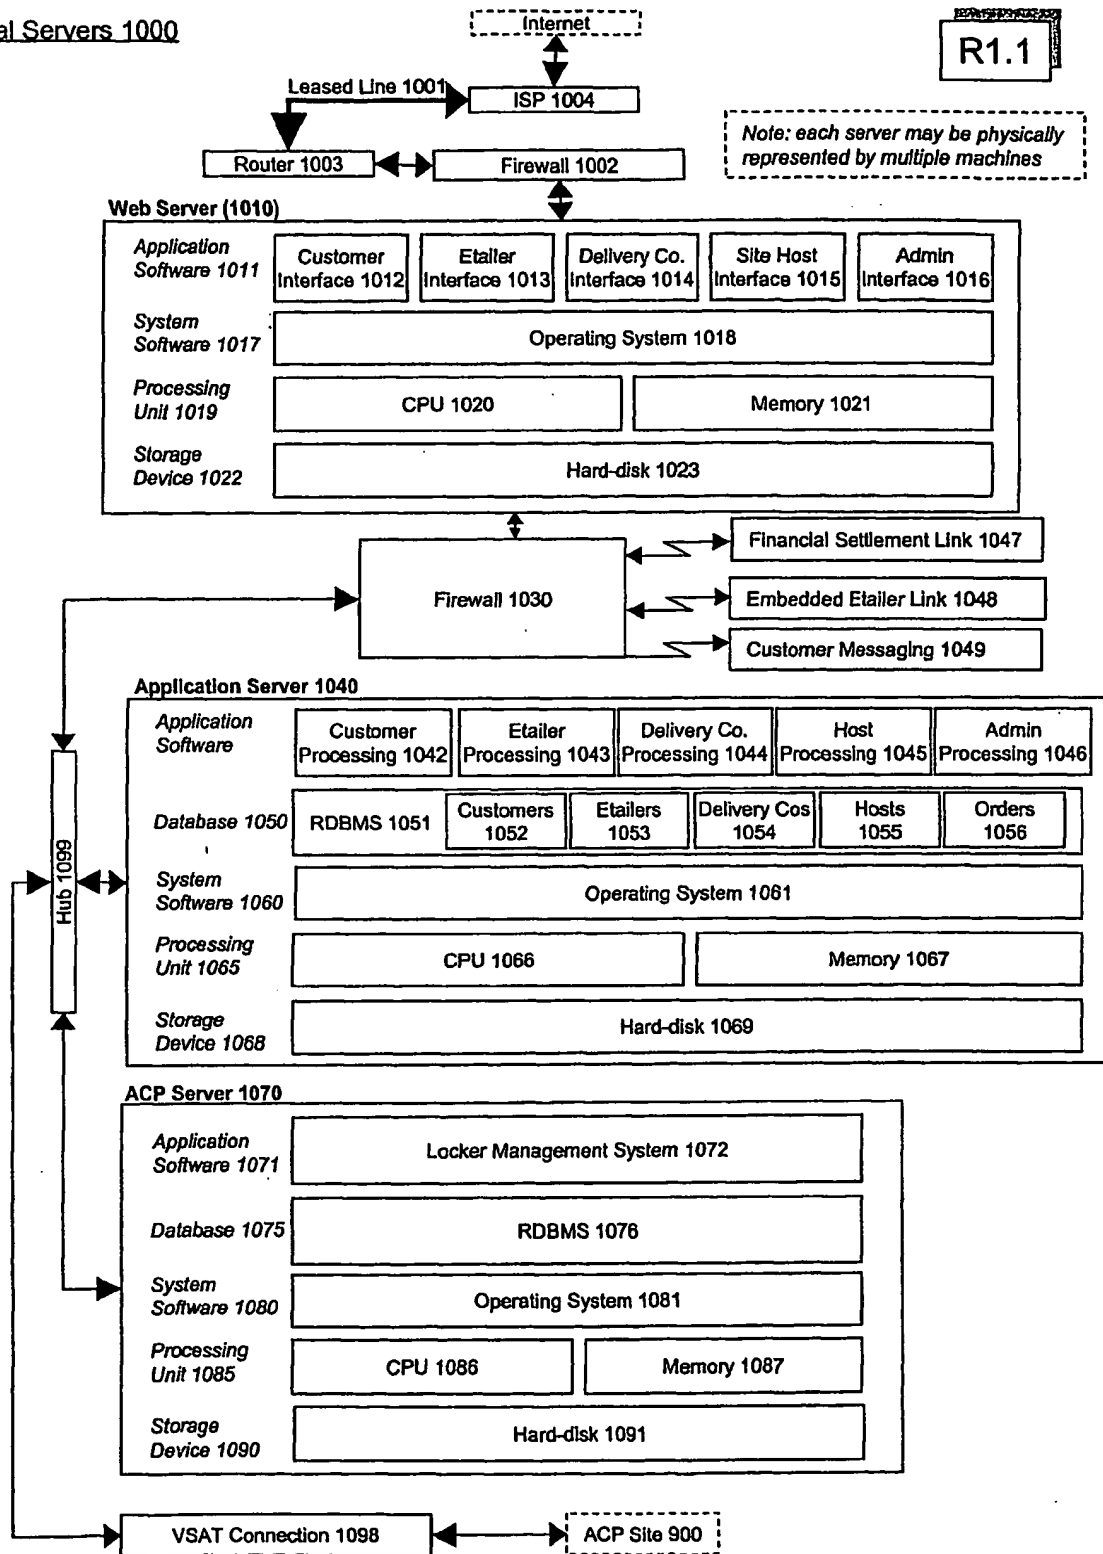 al Servers 1000
Internet
R1.1
Leased Line 1001
ISP 1004
Note: each server may be physically
represented by multiple machines
Router 1003
Firewall 1002
Web Server (1010)
Application
Software 1011
Customer
Interface 1012
Etailer
Interface 1013
Delivery Co.
Interface 1014
Site Host
Interface 1015
Admin
Interface 1016
System
Software 1017
Operating System 1018
Processing
Unit 1019
CPU 1020
Memory 1021
Storage
Device 1022
Hard-disk 1023
Firewall 1030
Financial Settlement Link 1047
Embedded Etailer Link 1048
Customer Messaging 1049
Application Server 1040
Application
Software
Customer
Processing 1042
Etailer
Processing 1043
Delivery Co.
Processing 1044
Host
Processing 1045
Admin
Processing 1046
Database 1050
RDBMS 1051
Customers
1052
Etailers
1053
Delivery Cos
1054
Hosts
1055
Orders
1056
Hub 1099
System
Software 1060
Operating System 1061
Processing
Unit 1065
CPU 1066
Memory 1067
Storage
Device 1068
Hard-disk 1069
ACP Server 1070
Application
Software 1071
Locker Management System 1072
Database 1075
RDBMS 1076
System
Software 1080
Operating System 1081
Processing
Unit 1085
CPU 1086
Memory 1087
Storage
Device 1090
Hard-disk 1091
VSAT Connection 1098
ACP Site 900